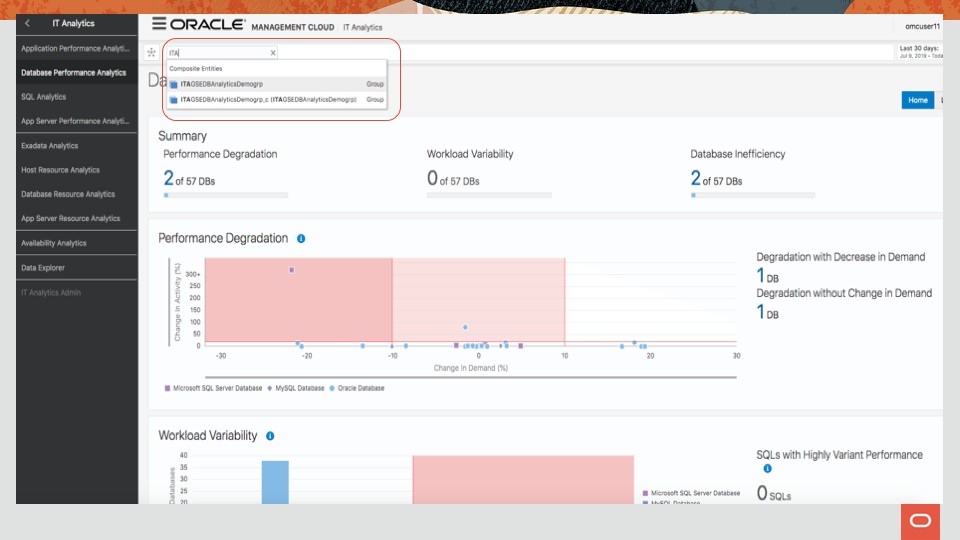 IT Analytics
Application Performance Analyti...
Database Performance Analytics
SQL Analytics
App Server Performance Analyti...
Exadata Analytics
Host Resource Analytics
Database Resource Analytics
App Server Resource Analytics
Availability Analytics
Data Explorer
IT Analytics Admin
ORACLE MANAGEMENT CLOUD IT Analytics
omcuser11
ITA
Last 30 days:
Jul 9, 2019 - Toda
Composite Entities
ITAGSEDBAnalyticsDemogrp Group
ITAGSEDBAnalyticsDemogrp_c (ITAGSEDBAnalyticsDemogrp) Group
Da
Home
Summary
Performance Degradation
2 of 57 DBs
Workload Variability
0 of 57 DBs
Database Inefficiency
2 of 57 DBs
Performance Degradation
Change In Activity (%)
300+
250
200
150
100
50
0
-30 -20 -10 0 10 20 30
Change In Demand (%)
Microsoft SQL Server Database MySQL Database Oracle Database
Degradation with Decrease in Demand
1 DB
Degradation without Change in Demand
1 DB
Workload Variability
Databases
40
35
30
25
20
Microsoft SQL Server Database
MySQL Database
SQLs with Highly Variant Performance
0 SQLs